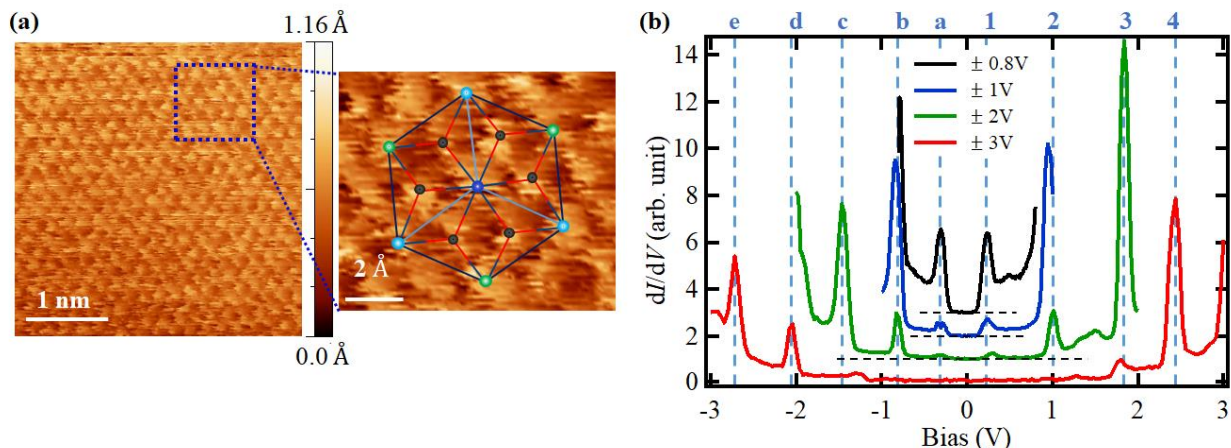 (a)
1.16 Å
0.0 Å
1 nm
2 Å
(b)
e d c b a 1 2 3 4
± 0.8V
± 1V
± 2V
± 3V
14
12
10
8
6
4
2
0
dI/dV (arb. unit)
-3 -2 -1 0 1 2 3
Bias (V)